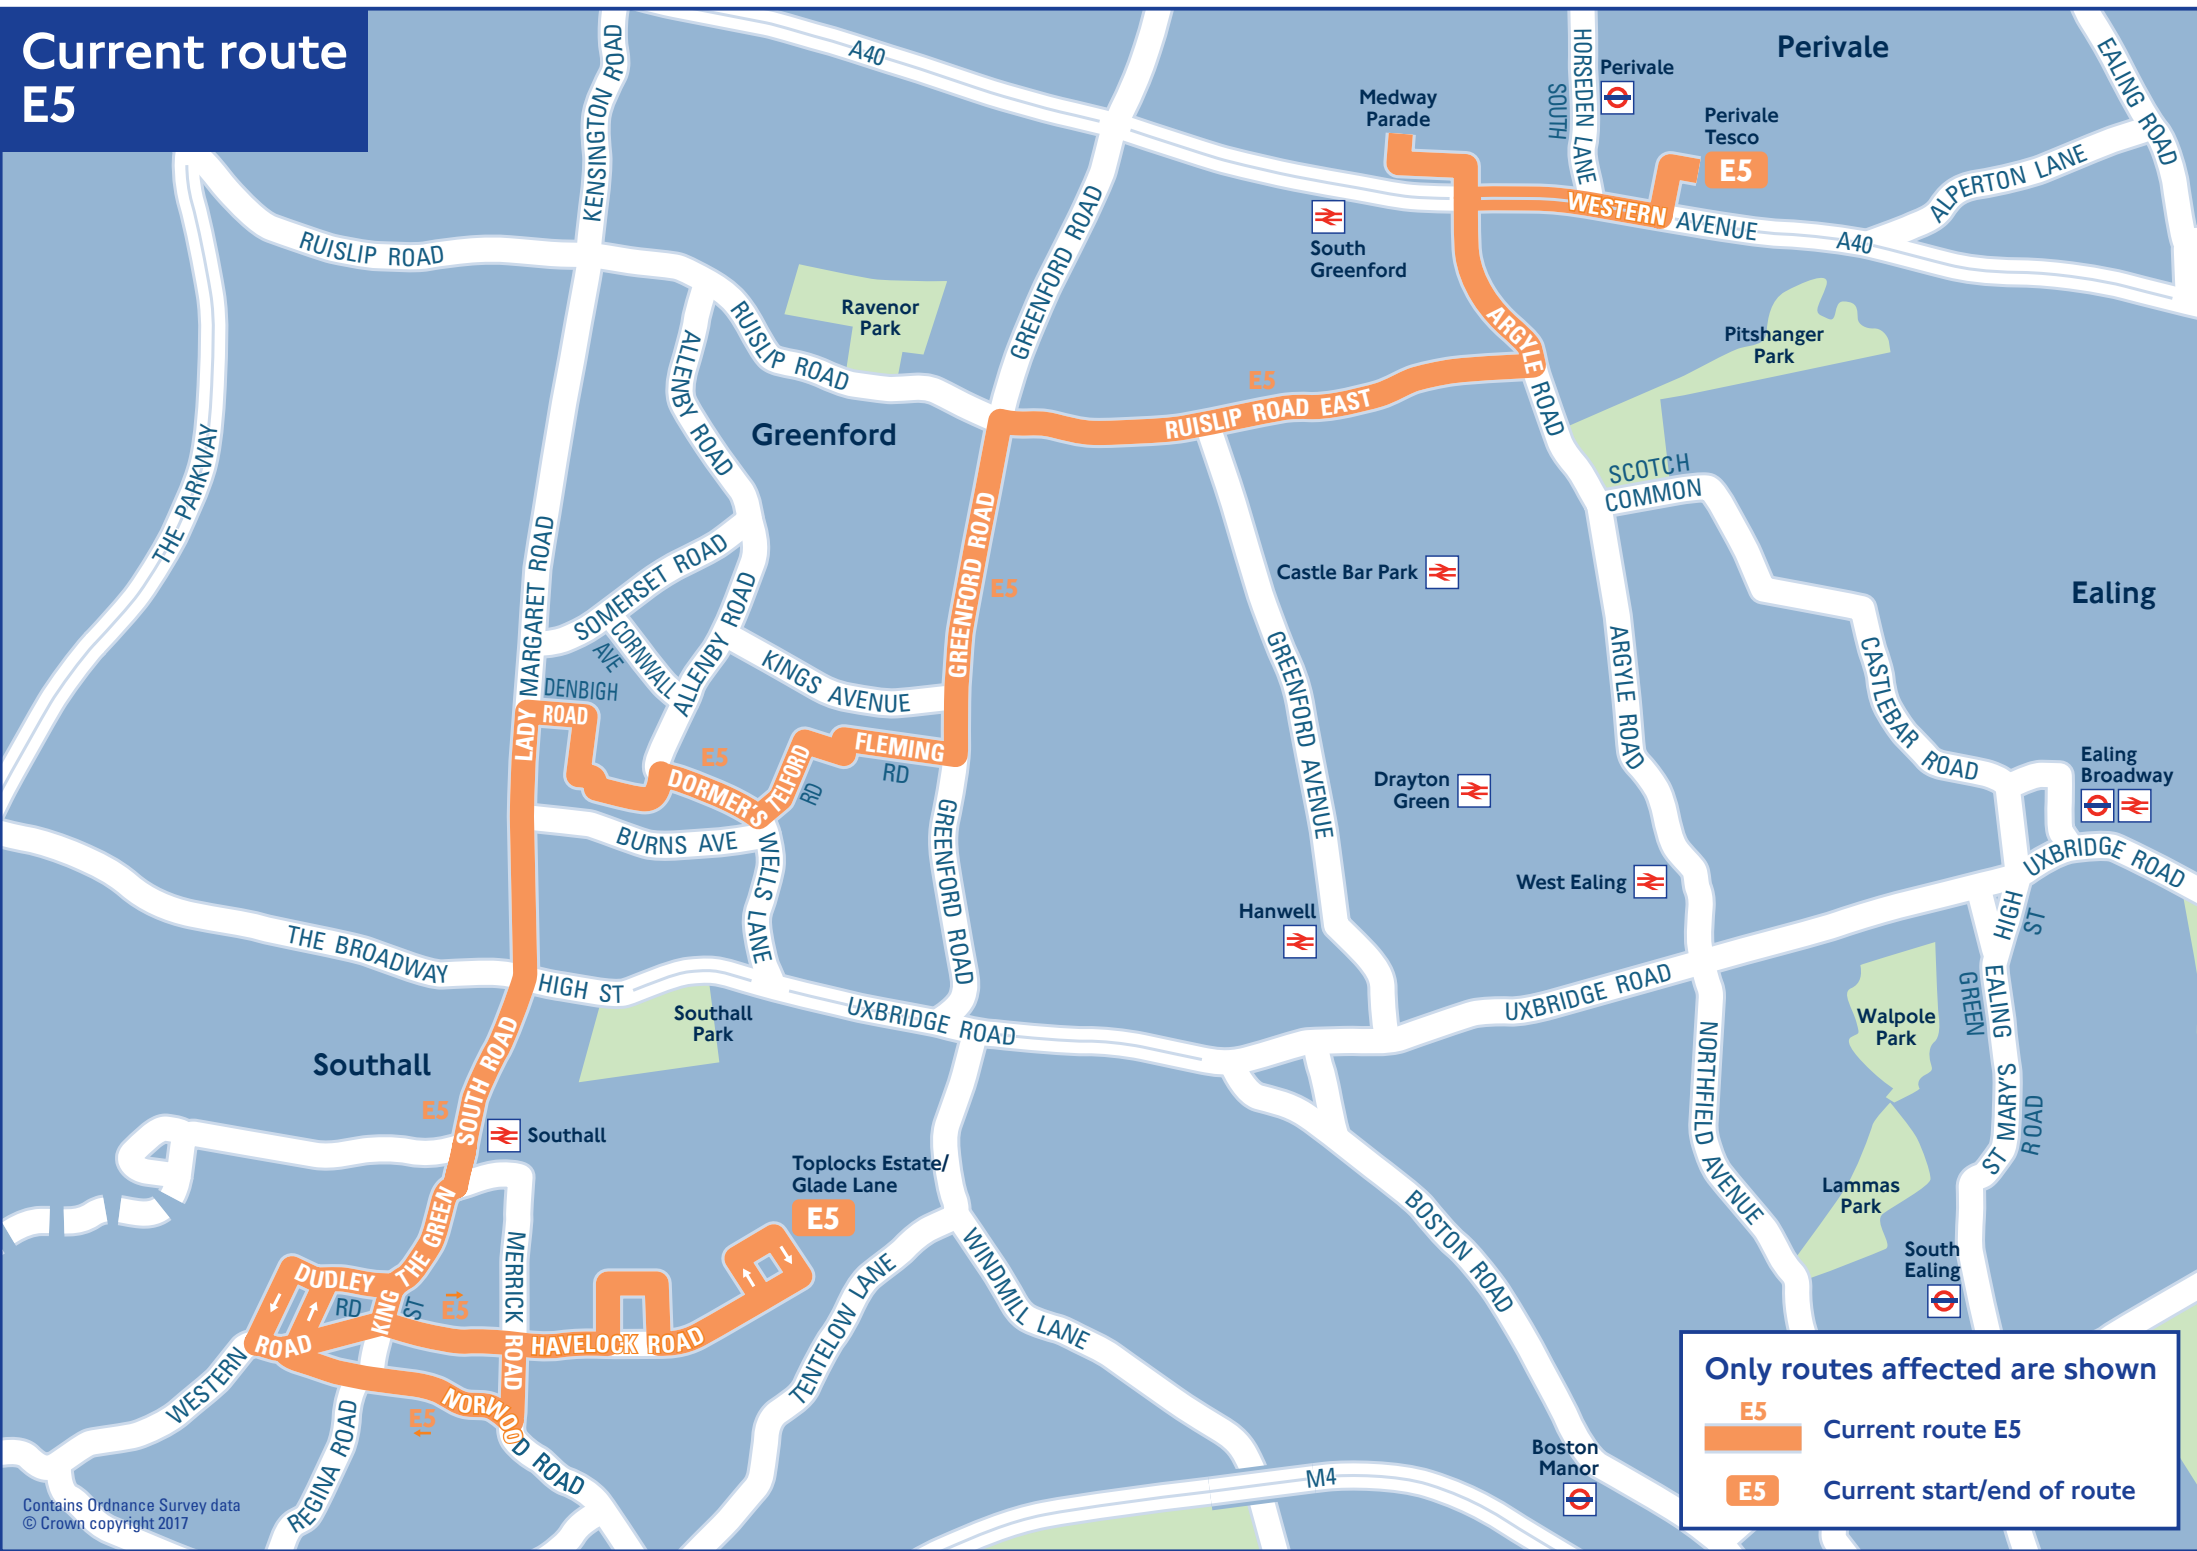 Current route
E5
KENSINGTON ROAD
A40
HORSEDEN LANE
SOUTH
Perivale
Perivale
EALING ROAD
Medway
Parade
Perivale
Tesco
E5
ALPERTON LANE
WESTERN AVENUE
A40
South
Greenford
RUISLIP ROAD
GREENFORD ROAD
Ravenor
Park
RUISLIP ROAD
ALLENBY ROAD
ARGYLE ROAD
Pitshanger
Park
E5
RUISLIP ROAD EAST
Greenford
THE PARKWAY
SCOTCH
COMMON
GREENFORD ROAD
E5
LADY MARGARET ROAD
SOMERSET ROAD
CORNWALL
AVE
ALLENBY ROAD
Castle Bar Park
Ealing
KINGS AVENUE
DENBIGH
ROAD
GREENFORD AVENUE
ARGYLE ROAD
CASTLEBAR ROAD
E5
DORMER'S WELLS LANE
TELFORD
RD
FLEMING
RD
Drayton
Green
Ealing
Broadway
BURNS AVE
GREENFORD ROAD
UXBRIDGE ROAD
West Ealing
Hanwell
HIGH
ST
THE BROADWAY
HIGH ST
Southall
Park
UXBRIDGE ROAD
UXBRIDGE ROAD
Walpole
Park
EALING
GREEN
Southall
SOUTH ROAD
E5
Southall
NORTHFIELD AVENUE
ST MARY'S
ROAD
Toplocks Estate/
Glade Lane
E5
Lammas
Park
THE GREEN
MERRICK ROAD
BOSTON ROAD
South
Ealing
DUDLEY
RD
KING
ST
E5
HAVELOCK ROAD
TENTELOW LANE
WINDMILL LANE
WESTERN ROAD
NORWOOD ROAD
E5
REGINA ROAD
M4
Boston
Manor
Only routes affected are shown
E5
Current route E5
E5
Current start/end of route
Contains Ordnance Survey data
© Crown copyright 2017